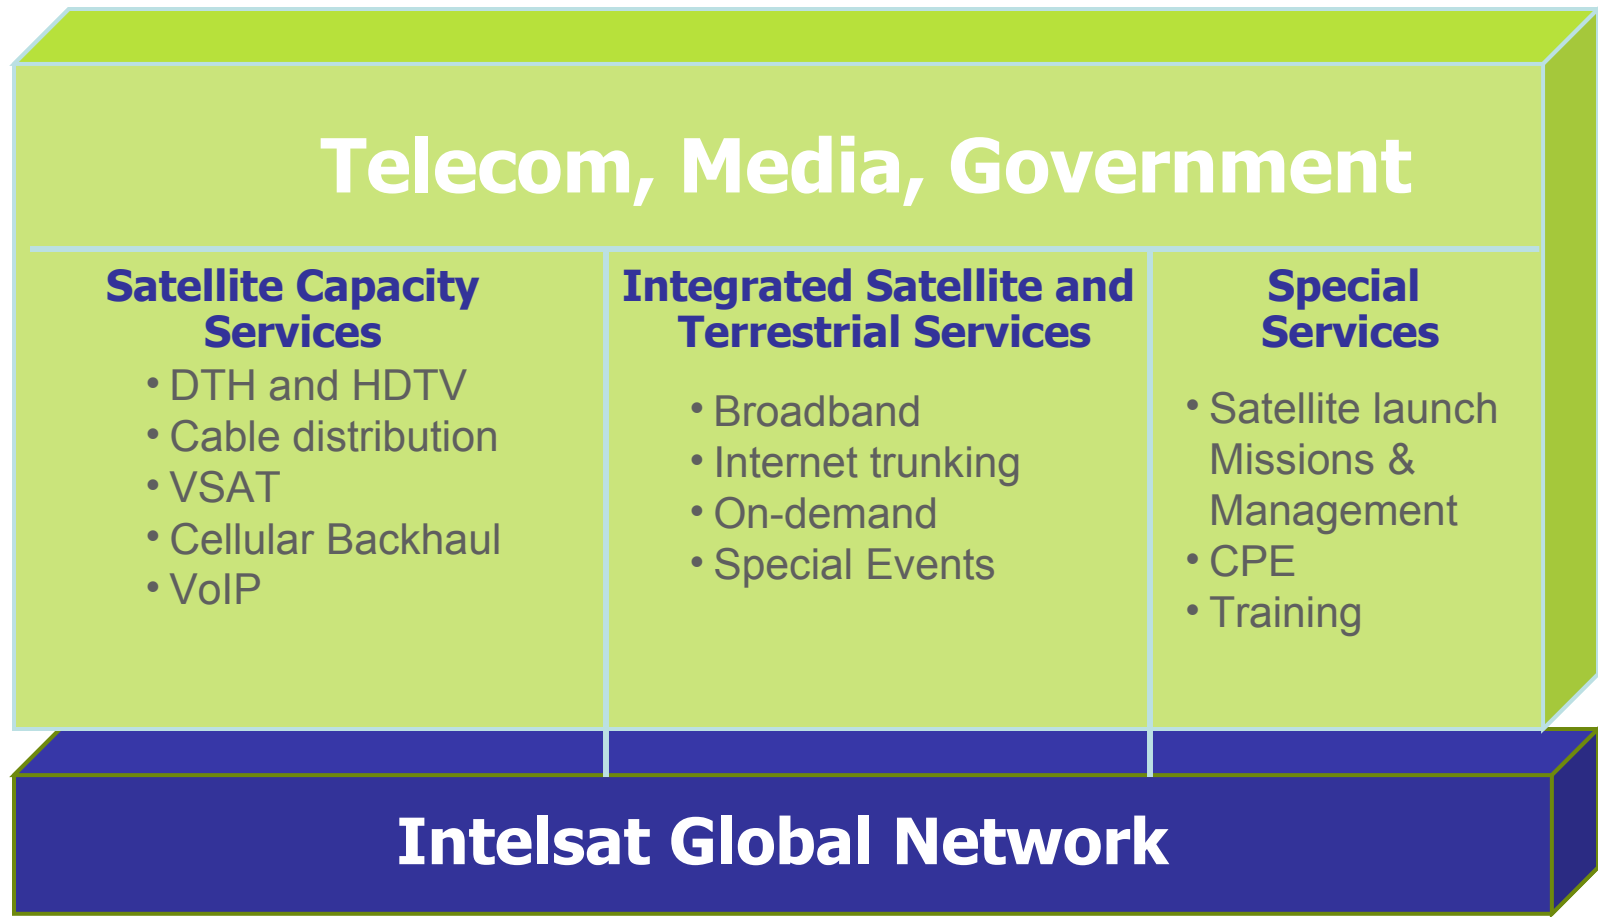 Telecom, Media, Government
Satellite Capacity
Services
• DTH and HDTV
• Cable distribution
• VSAT
• Cellular Backhaul
• VoIP
Integrated Satellite and
Terrestrial Services
• Broadband
• Internet trunking
• On-demand
• Special Events
Special
Services
• Satellite launch
Missions &
Management
• CPE
• Training
Intelsat Global Network